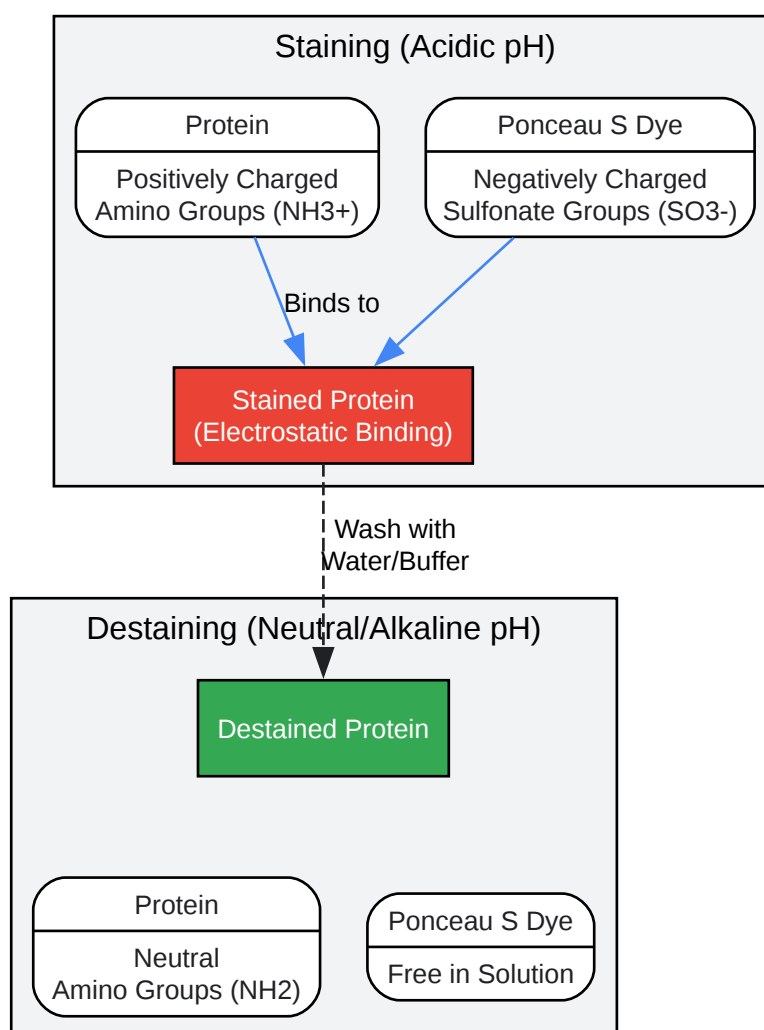 Staining (Acidic pH)
Protein
Positively Charged
Amino Groups (NH3+)
Ponceau S Dye
Negatively Charged
Sulfonate Groups (SO3-)
Binds to
Stained Protein
(Electrostatic Binding)
Wash with
Water/Buffer
Destaining (Neutral/Alkaline pH)
Destained Protein
Protein
Neutral
Amino Groups (NH2)
Ponceau S Dye
Free in Solution